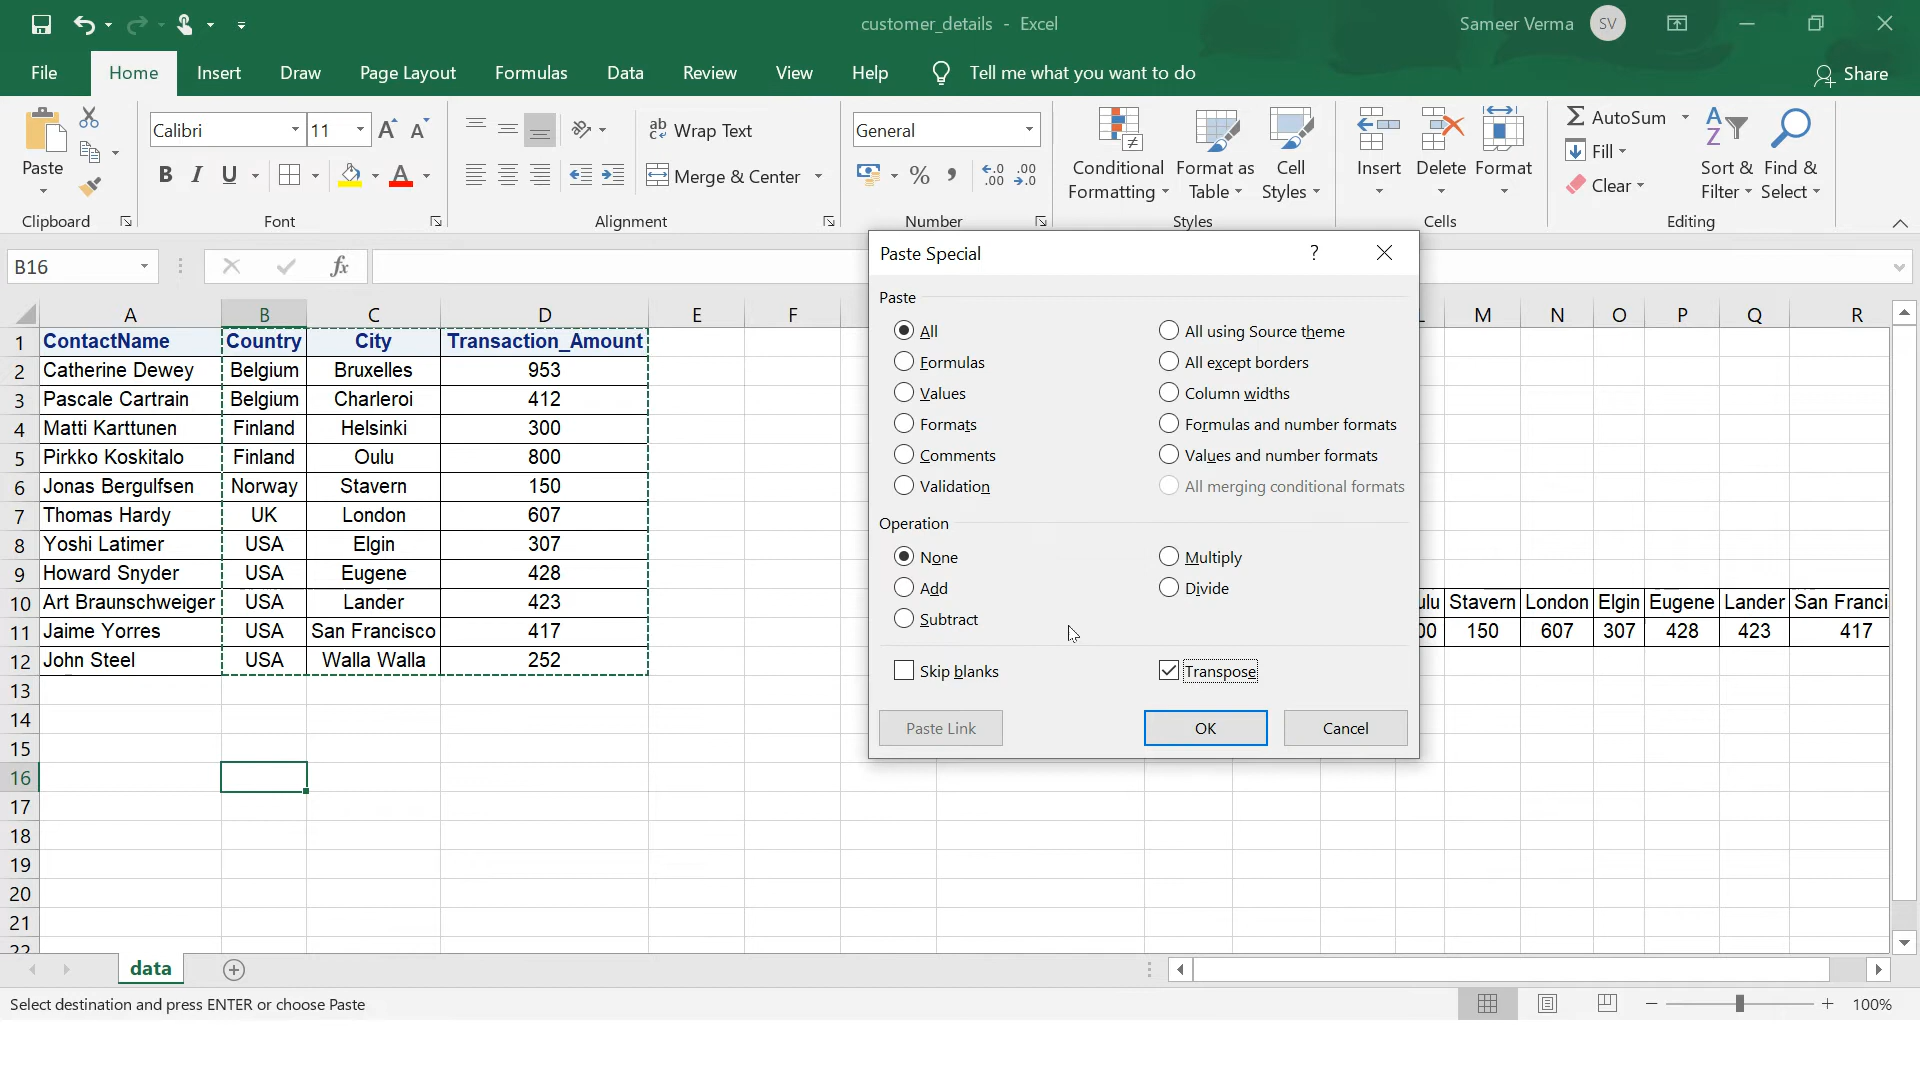 customer_details - Excel
Sameer Verma SV
File Home Insert Draw Page Layout Formulas Data Review View Help Tell me what you want to do Share
Paste
Clipboard
Calibri 11
B I U
Font
Wrap Text
Merge & Center
Alignment
General
% ,
Number
Conditional Formatting
Format as Table
Cell Styles
Styles
Insert Delete Format
Cells
AutoSum
Fill
Clear
Sort & Filter
Find & Select
Editing
B16
fx
A B C D E F M N O P Q R
1 ContactName Country City Transaction_Amount
2 Catherine Dewey Belgium Bruxelles 953
3 Pascale Cartrain Belgium Charleroi 412
4 Matti Karttunen Finland Helsinki 300
5 Pirkko Koskitalo Finland Oulu 800
6 Jonas Bergulfsen Norway Stavern 150
7 Thomas Hardy UK London 607
8 Yoshi Latimer USA Elgin 307
9 Howard Snyder USA Eugene 428
10 Art Braunschweiger USA Lander 423
11 Jaime Yorres USA San Francisco 417
12 John Steel USA Walla Walla 252
13
14
15
16
17
18
19
20
21
22
Stavern London Elgin Eugene Lander San Franci
150 607 307 428 423 417
Paste Special ?
Paste
All All using Source theme
Formulas All except borders
Values Column widths
Formats Formulas and number formats
Comments Values and number formats
Validation All merging conditional formats
Operation
None Multiply
Add Divide
Subtract
Skip blanks Transpose
Paste Link OK Cancel
data
Select destination and press ENTER or choose Paste
100%